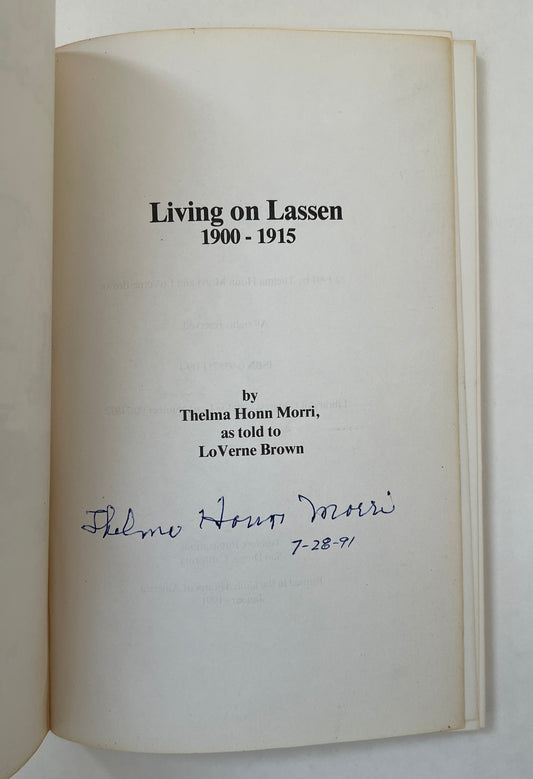 Living on Lassen
1900 - 1915
by
Thelma Honn Morri,
as told to
LoVerne Brown
Thelma Honn Morri
7-28-91